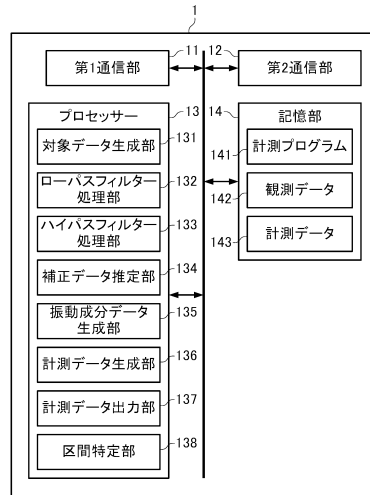 1
第1通信部
11
12
第2通信部
プロセッサー
13
対象データ生成部
131
ローパスフィルター
処理部
132
ハイパスフィルター
処理部
133
補正データ推定部
134
振動成分データ
生成部
135
計測データ生成部
136
計測データ出力部
137
区間特定部
138
14
記憶部
141
計測プログラム
142
観測データ
143
計測データ